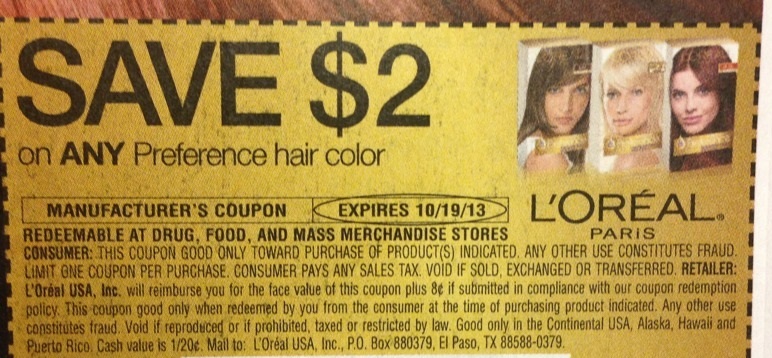 SAVE $2
on ANY Preference hair color
MANUFACTURER'S COUPON EXPIRES 10/19/13
L'ORÉAL®
PARIS
REDEEMABLE AT DRUG, FOOD, AND MASS MERCHANDISE STORES
CONSUMER: THIS COUPON GOOD ONLY TOWARD PURCHASE OF PRODUCT(S) INDICATED. ANY OTHER USE CONSTITUTES FRAUD.
LIMIT ONE COUPON PER PURCHASE. CONSUMER PAYS ANY SALES TAX. VOID IF SOLD, EXCHANGED OR TRANSFERRED. RETAILER:
L'Oréal USA, Inc. will reimburse you for the face value of this coupon plus 8¢ if submitted in compliance with our coupon redemption
policy. This coupon good only when redeemed by you from the consumer at the time of purchasing product indicated. Any other use
constitutes fraud. Void if reproduced or if prohibited, taxed or restricted by law. Good only in the Continental USA, Alaska, Hawaii and
Puerto Rico. Cash value is 1/20¢. Mail to: L'Oréal USA, Inc., P.O. Box 880379, El Paso, TX 88588-0379.